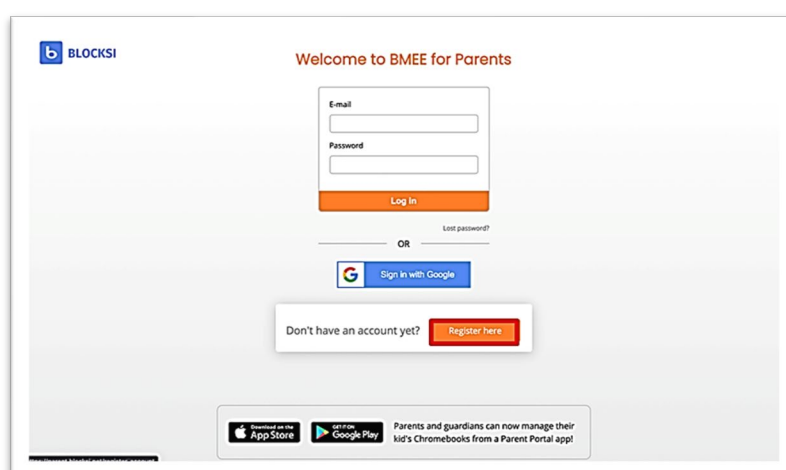 BLOCKSI
Welcome to BMEE for Parents
E-mail
Password
Log in
Lost password?
OR
Sign in with Google
Don't have an account yet? Register here
Download on the
App Store
GET IT ON
Google Play
Parents and guardians can now manage their
kid's Chromebooks from a Parent Portal app!